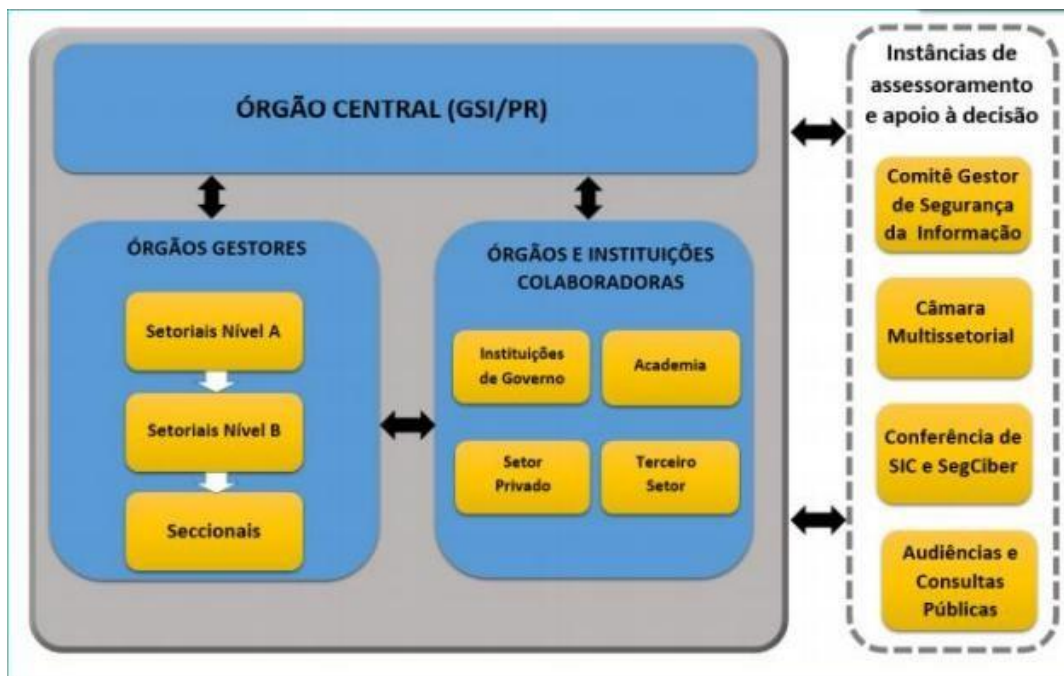 ÓRGÃO CENTRAL (GSI/PR)
ÓRGÃOS GESTORES
Setoriais Nível A
Setoriais Nível B
Seccionais
ÓRGÃOS E INSTITUIÇÕES
COLABORADORAS
Instituições
de Governo
Academia
Setor
Privado
Terceiro
Setor
Instâncias de
assessoramento
e apoio à decisão
Comitê Gestor
de Segurança
da Informação
Câmara
Multissetorial
Conferência de
SIC e SegCiber
Audiências e
Consultas
Públicas